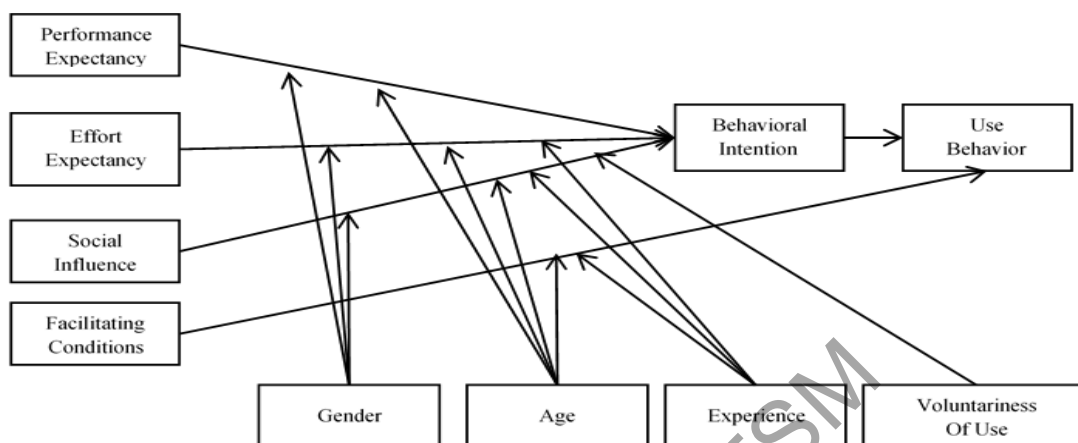 Performance
Expectancy
Effort
Expectancy
Behavioral
Intention
Use
Behavior
Social
Influence
Facilitating
Conditions
Gender
Age
Experience
Voluntariness
Of Use